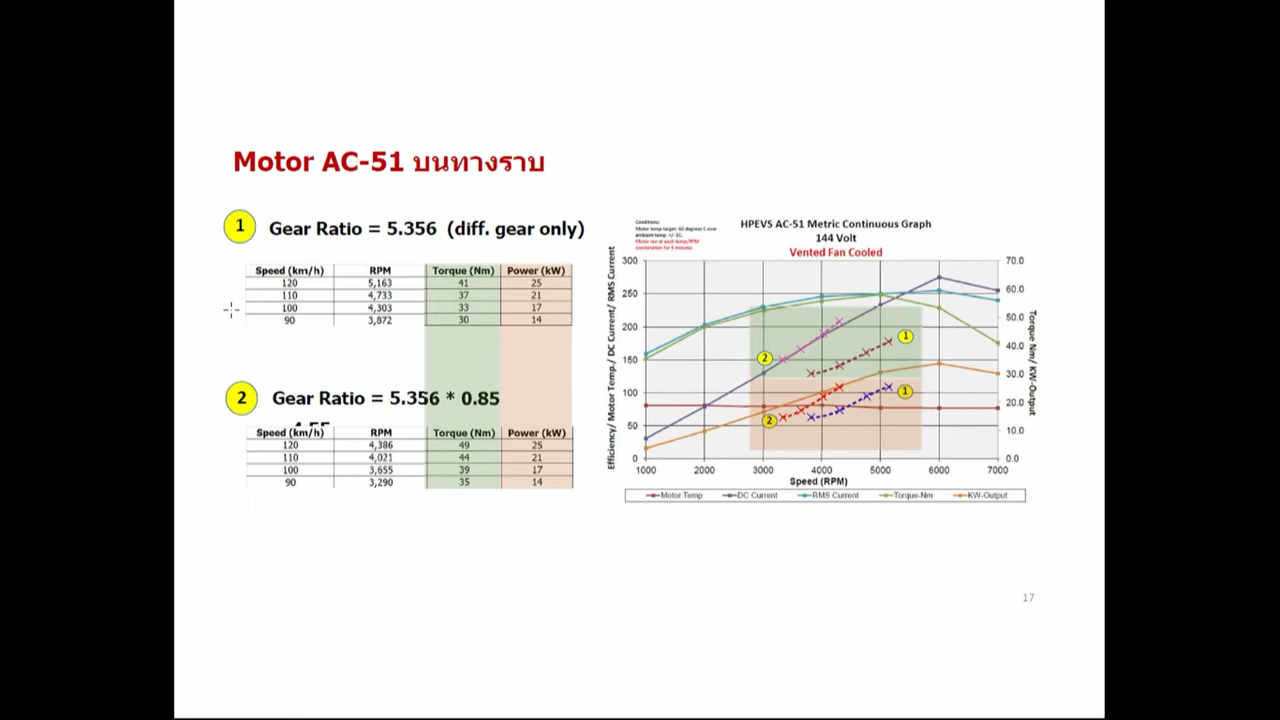 Motor AC-51 บนทางราบ
1 Gear Ratio = 5.356 (diff. gear only)
Speed (km/h) RPM Torque (Nm) Power (kW)
120 5,163 41 25
110 4,733 37 21
100 4,303 33 17
90 3,872 30 14
2 Gear Ratio = 5.356 * 0.85
Speed (km/h) RPM Torque (Nm) Power (kW)
120 4,386 49 25
110 4,021 44 21
100 3,655 39 17
90 3,290 35 14
Conditions:
Motor temp target: 60 degrees C over
ambient temp. +/- 5C.
Motor ran at each temp/RPM
combination for 5 minutes
HPEVS AC-51 Metric Continuous Graph
144 Volt
Vented Fan Cooled
Efficiency/ Motor Temp./ DC Current/ RMS Current
300
250
200
150
100
50
0
70.0
60.0
50.0
40.0
30.0
20.0
10.0
0.0
Torque Nm/ KW-Output
1
2
1
2
1000 2000 3000 4000 5000 6000 7000
Speed (RPM)
Motor Temp DC Current RMS Current Torque-Nm KW-Output
17